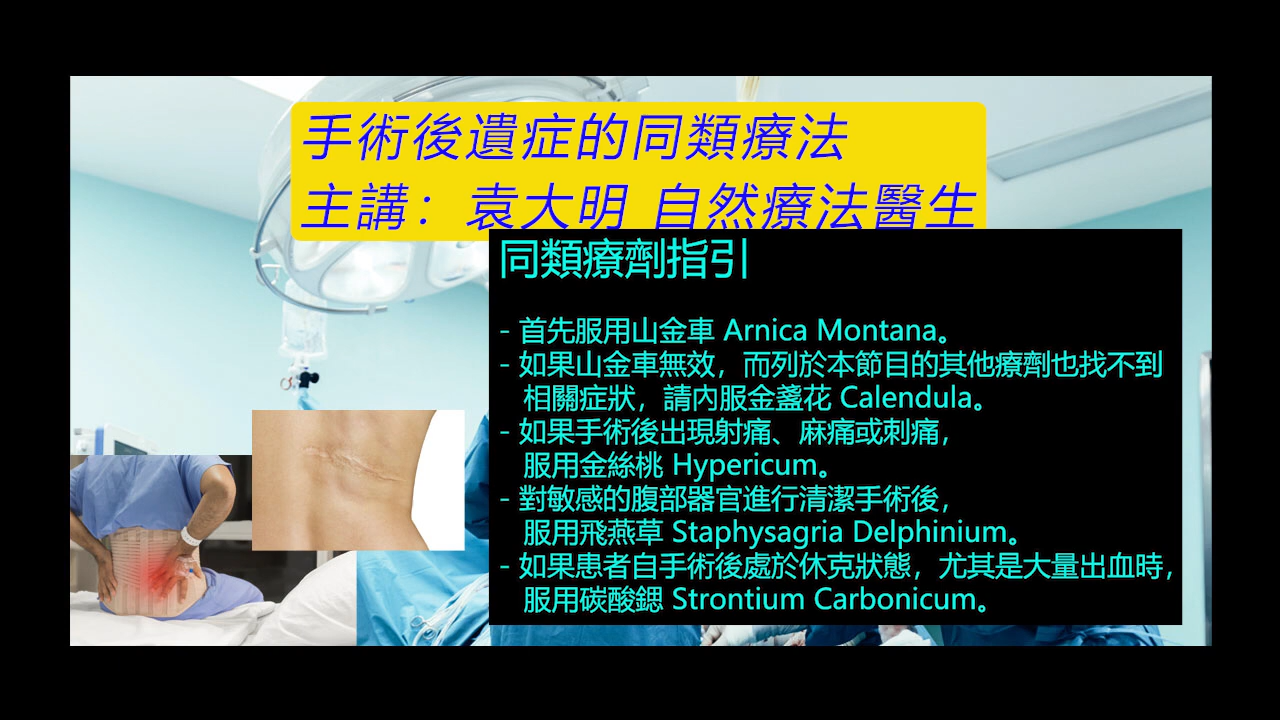 手術後遺症的同類療法
主講：袁大明 自然療法醫生
同類療劑指引
- 首先服用山金車 Arnica Montana。
- 如果山金車無效，而列於本節目的其他療劑也找不到
相關症狀，請內服金盞花 Calendula。
- 如果手術後出現射痛、麻痛或刺痛，
服用金絲桃 Hypericum。
- 對敏感的腹部器官進行清潔手術後，
服用飛燕草 Staphysagria Delphinium。
- 如果患者自手術後處於休克狀態，尤其是大量出血時，
服用碳酸鍶 Strontium Carbonicum。